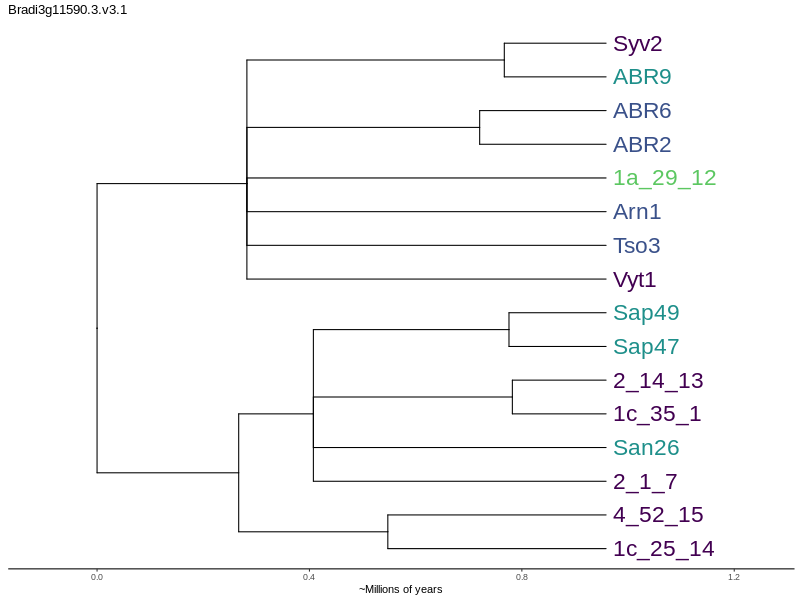 Bradi3g11590.3.v3.1
Syv2
ABR9
ABR6
ABR2
1a_29_12
Arn1
Tso3
Vyt1
Sap49
Sap47
2_14_13
1c_35_1
San26
2_1_7
4_52_15
1c_25_14
0.0 0.4 0.8 1.2
~Millions of years